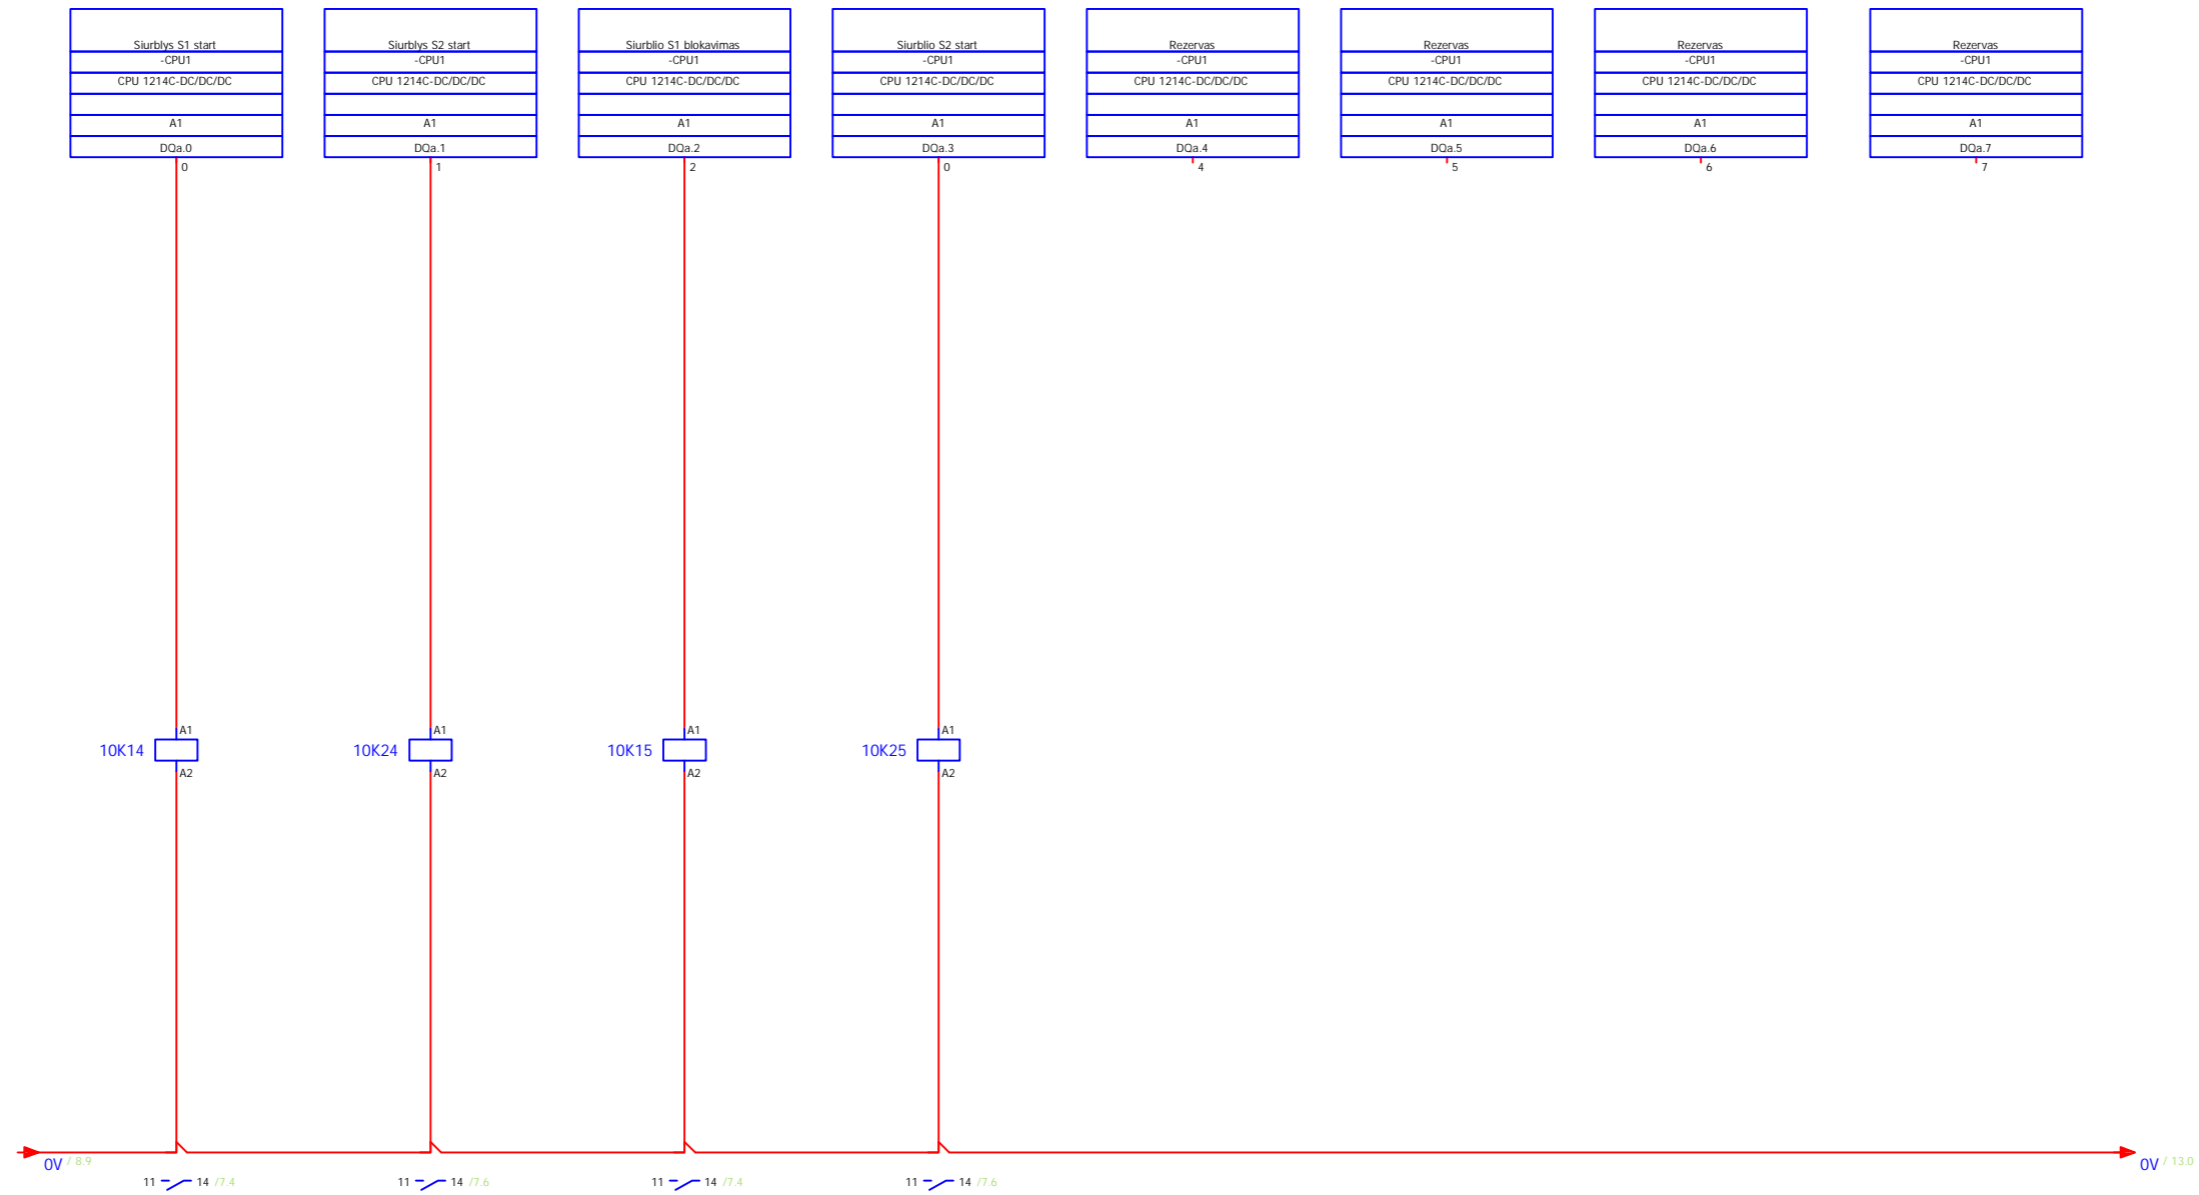 Siurblys S1 start
-CPU1
CPU 1214C-DC/DC/DC
A1
DQa.0
0
Siurblys S2 start
-CPU1
CPU 1214C-DC/DC/DC
A1
DQa.1
1
Siurblio S1 blokavimas
-CPU1
CPU 1214C-DC/DC/DC
A1
DQa.2
2
Siurblio S2 start
-CPU1
CPU 1214C-DC/DC/DC
A1
DQa.3
0
Rezervas
-CPU1
CPU 1214C-DC/DC/DC
A1
DQa.4
4
Rezervas
-CPU1
CPU 1214C-DC/DC/DC
A1
DQa.5
5
Rezervas
-CPU1
CPU 1214C-DC/DC/DC
A1
DQa.6
6
Rezervas
-CPU1
CPU 1214C-DC/DC/DC
A1
DQa.7
7
A1
10K14
A2
A1
10K24
A2
A1
10K15
A2
A1
10K25
A2
0V / 8.9
0V / 13.0
11 14 /7.4
11 14 /7.6
11 14 /7.4
11 14 /7.6